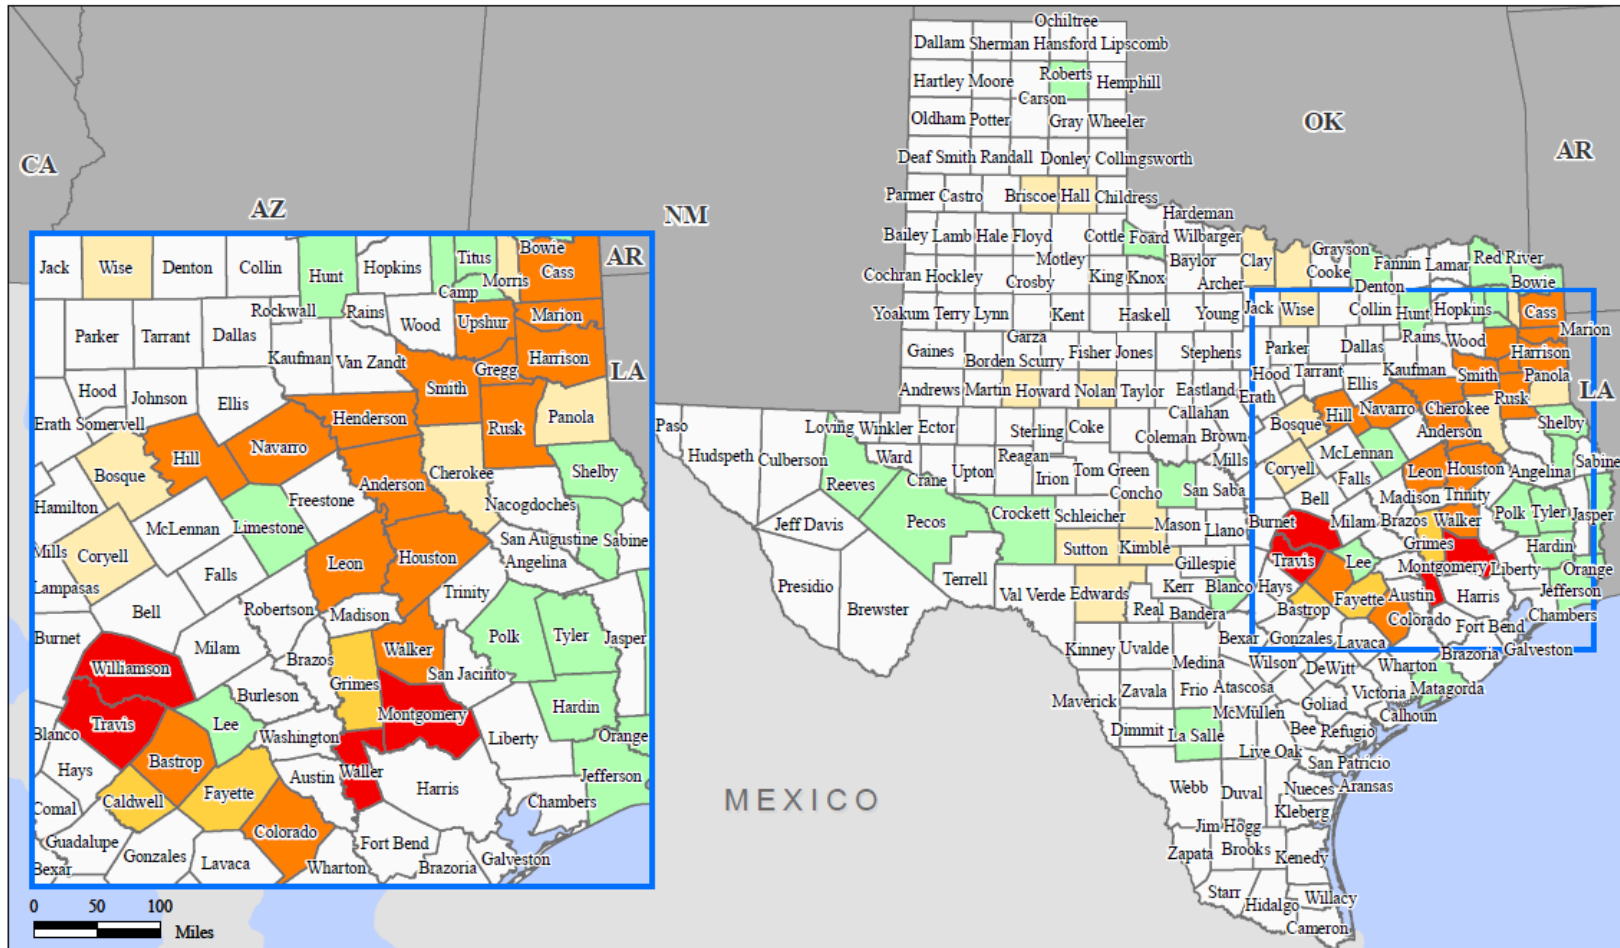 Ochiltree
Dallam Sherman Hansford Lipscomb
Roberts
Hartley Moore Hemphill
Carson
Oldham Potter Gray Wheeler
OK
AR
CA
Deaf Smith Randall Donley Collingsworth
Parmer Castro Briscoe Hall Childress
AZ
NM
Hardeman
Bailey Lamb Hale Floyd Cottle Foard Wilbarger
Motley Baylor Clay Grayson Cooke Fannin Lamar Red River
Cochran Hockley Crosby King Knox Archer Denton Bowie
Yoakum Terry Lynn Kent Haskell Young Jack Wise Collin Hunt Hopkins Cass
Garza Rains Wood Marion
Gaines Borden Scurry Fisher Jones Stephens Parker Dallas Harrison
Hood Tarrant Kaufman Smith Panola
Andrews Martin Howard Nolan Taylor Eastland Erath Ellis Rusk LA
Callahan Hill Navarro Cherokee
Paso Loving Winkler Ector Sterling Coke Coleman Brown Bosque Anderson Shelby
Hudspeth Culberson Ward Reagan Mills McLennan
Reeves Crane Upton Irion Tom Green Coryell Leon Houston Angelina Sabine
Concho San Saba Bell Falls Madison Trinity
Jeff Davis Pecos Crockett Schleicher Mason Llano Burnet Milam Brazos Walker Polk Tyler Jasper
Sutton Kimble Travis Lee Grimes Hardin
Gillespie Montgomery Liberty Orange
Presidio Terrell Val Verde Edwards Kerr Blanco Hays Fayette Austin Harris Jefferson
Brewster Real Bandera Bastrop Colorado Fort Bend Chambers
Kinney Uvalde Bexar Gonzales Lavaca Brazoria Galveston
Medina Wilson DeWitt Wharton
Maverick Zavala Frio Atascosa Victoria Matagorda
McMullen Goliad Calhoun
Dimmit La Salle Bee Refugio
Live Oak San Patricio
Webb Duval Nueces Aransas
Kleberg
Jim Hogg
Zapata Brooks Kenedy
Starr Hidalgo Willacy
Cameron
MEXICO
Jack Wise Denton Collin Hunt Hopkins Titus Bowie AR
Morris Cass
Camp
Rockwall Rains Wood Upshur Marion
Parker Tarrant Dallas Kaufman Van Zandt Harrison
Gregg LA
Hood Johnson Ellis Smith
Erath Somervell Henderson Rusk Panola
Hill Navarro
Bosque Cherokee Shelby
Anderson
Hamilton Freestone Nacogdoches
McLennan Limestone San Augustine Sabine
Mills Coryell Leon Houston Angelina
Lampasas Falls Trinity
Bell Robertson Madison
Burnet Milam Polk Tyler Jasper
Williamson Brazos Walker
San Jacinto
Burleson Grimes
Travis Lee Montgomery Hardin
Blanco Washington Liberty Orange
Hays Bastrop Austin Waller
Caldwell Fayette Harris Jefferson
Comal Chambers
Colorado
Guadalupe Fort Bend
Bexar Gonzales Lavaca Wharton Brazoria Galveston
0 50 100
Miles